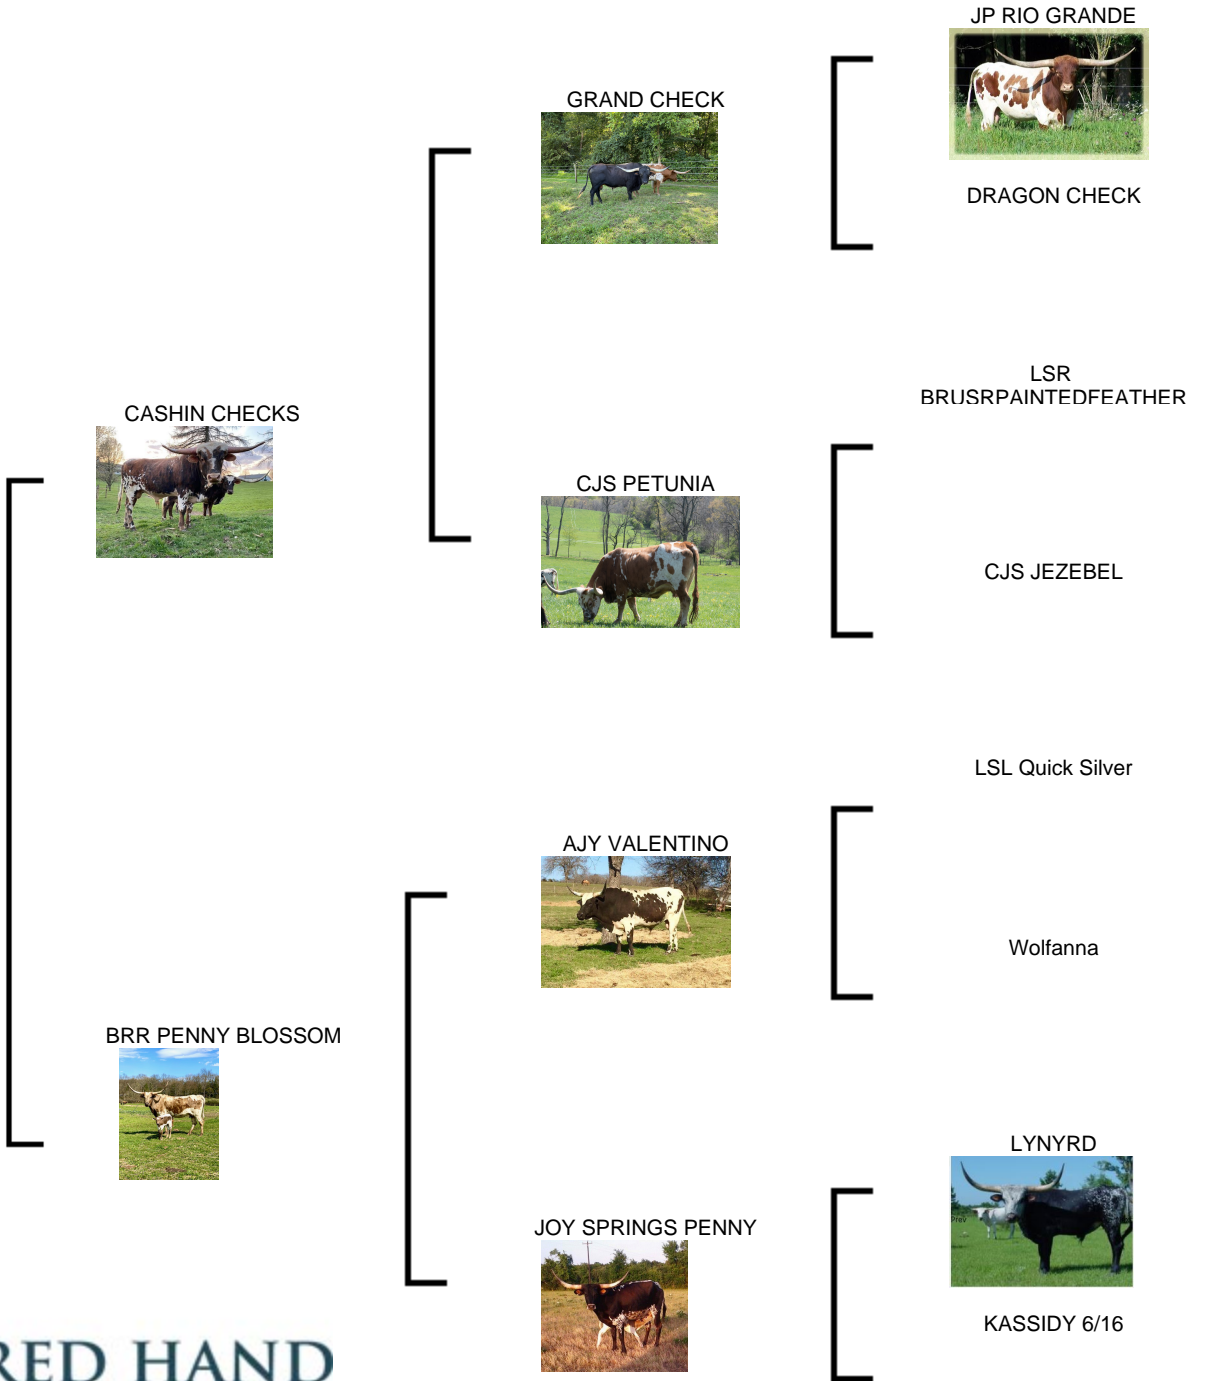 JP RIO GRANDE
GRAND CHECK
DRAGON CHECK
LSR
BRUSRPAINTEDFEATHER
CASHIN CHECKS
CJS PETUNIA
CJS JEZEBEL
LSL Quick Silver
AJY VALENTINO
Wolfanna
BRR PENNY BLOSSOM
LYNYRD
Prev
JOY SPRINGS PENNY
KASSIDY 6/16
RED HAND